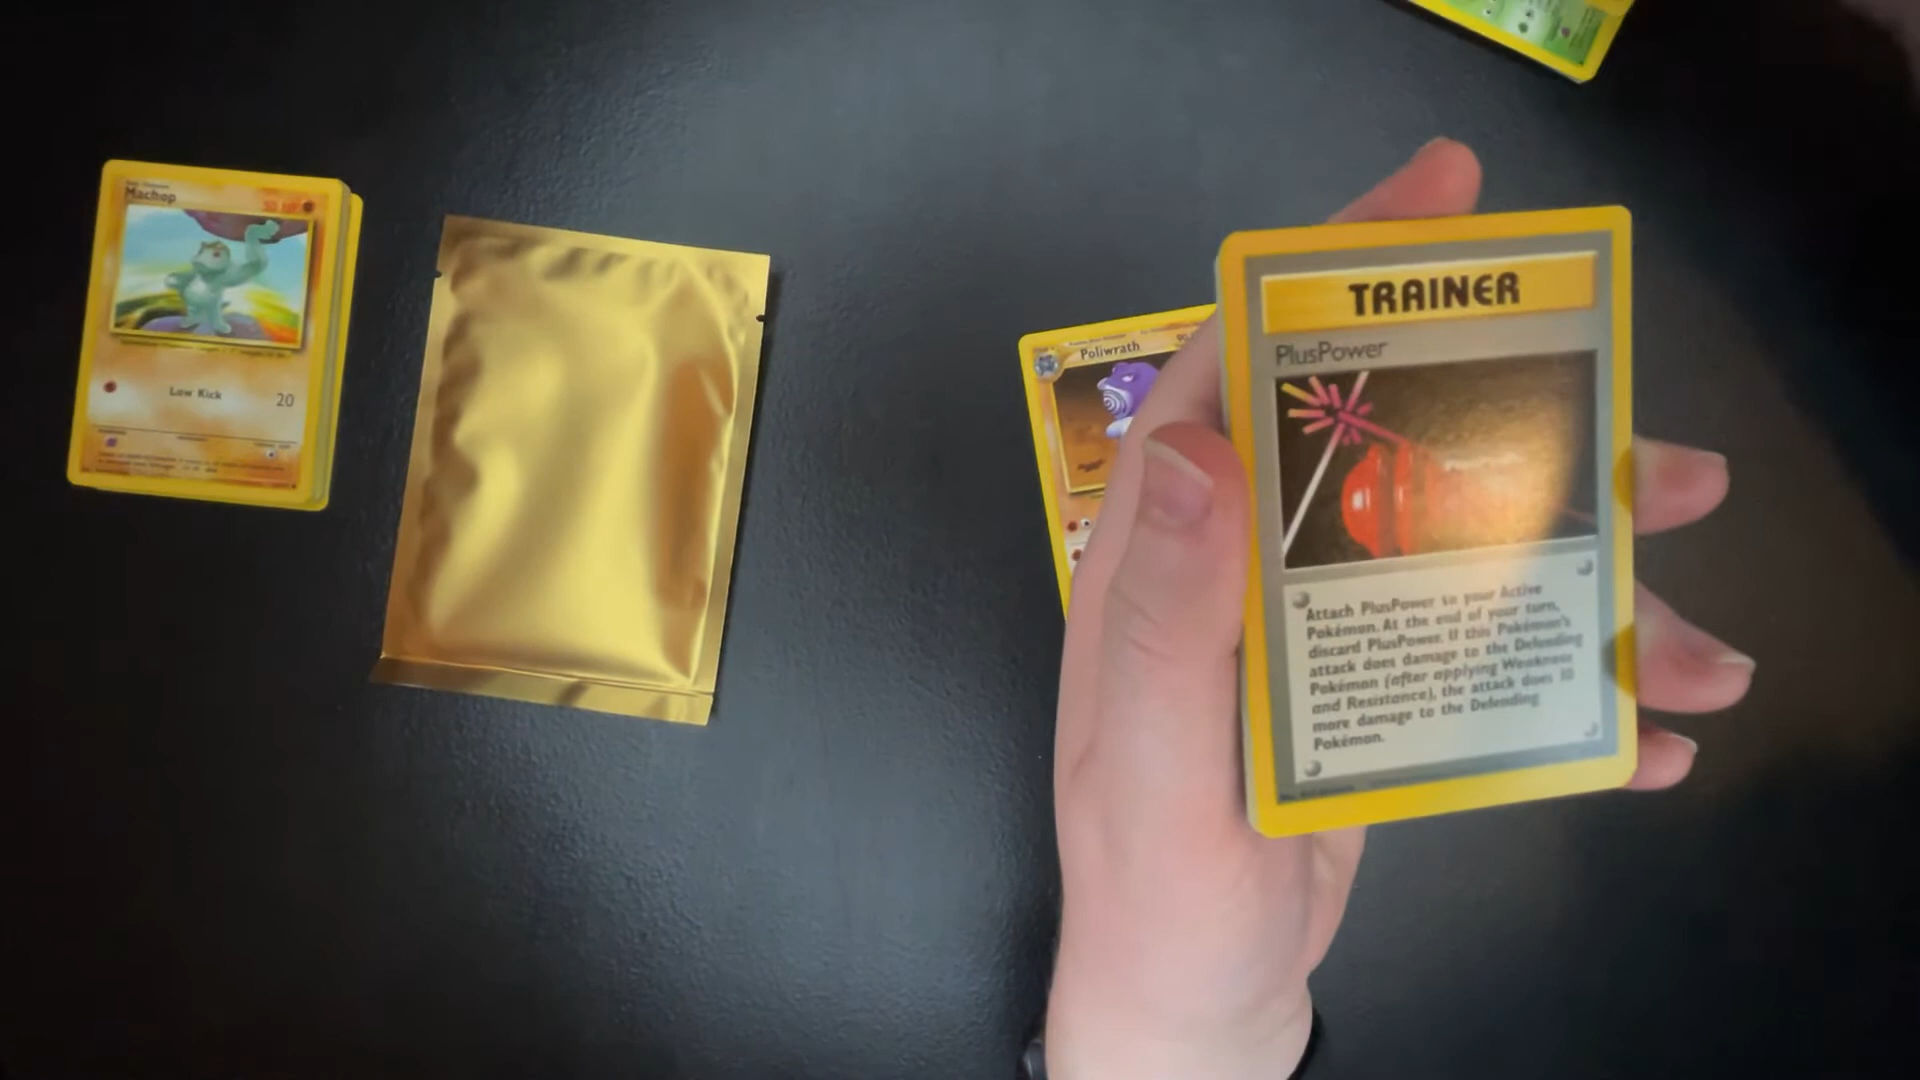 Machop
Low Kick
20
Poliwrath
TRAINER
PlusPower
Attach PlusPower to your Active
Pokémon. At the end of your turn,
discard PlusPower. If this Pokémon's
attack does damage to the Defending
Pokémon (after applying Weakness
and Resistance), the attack does 10
more damage to the Defending
Pokémon.